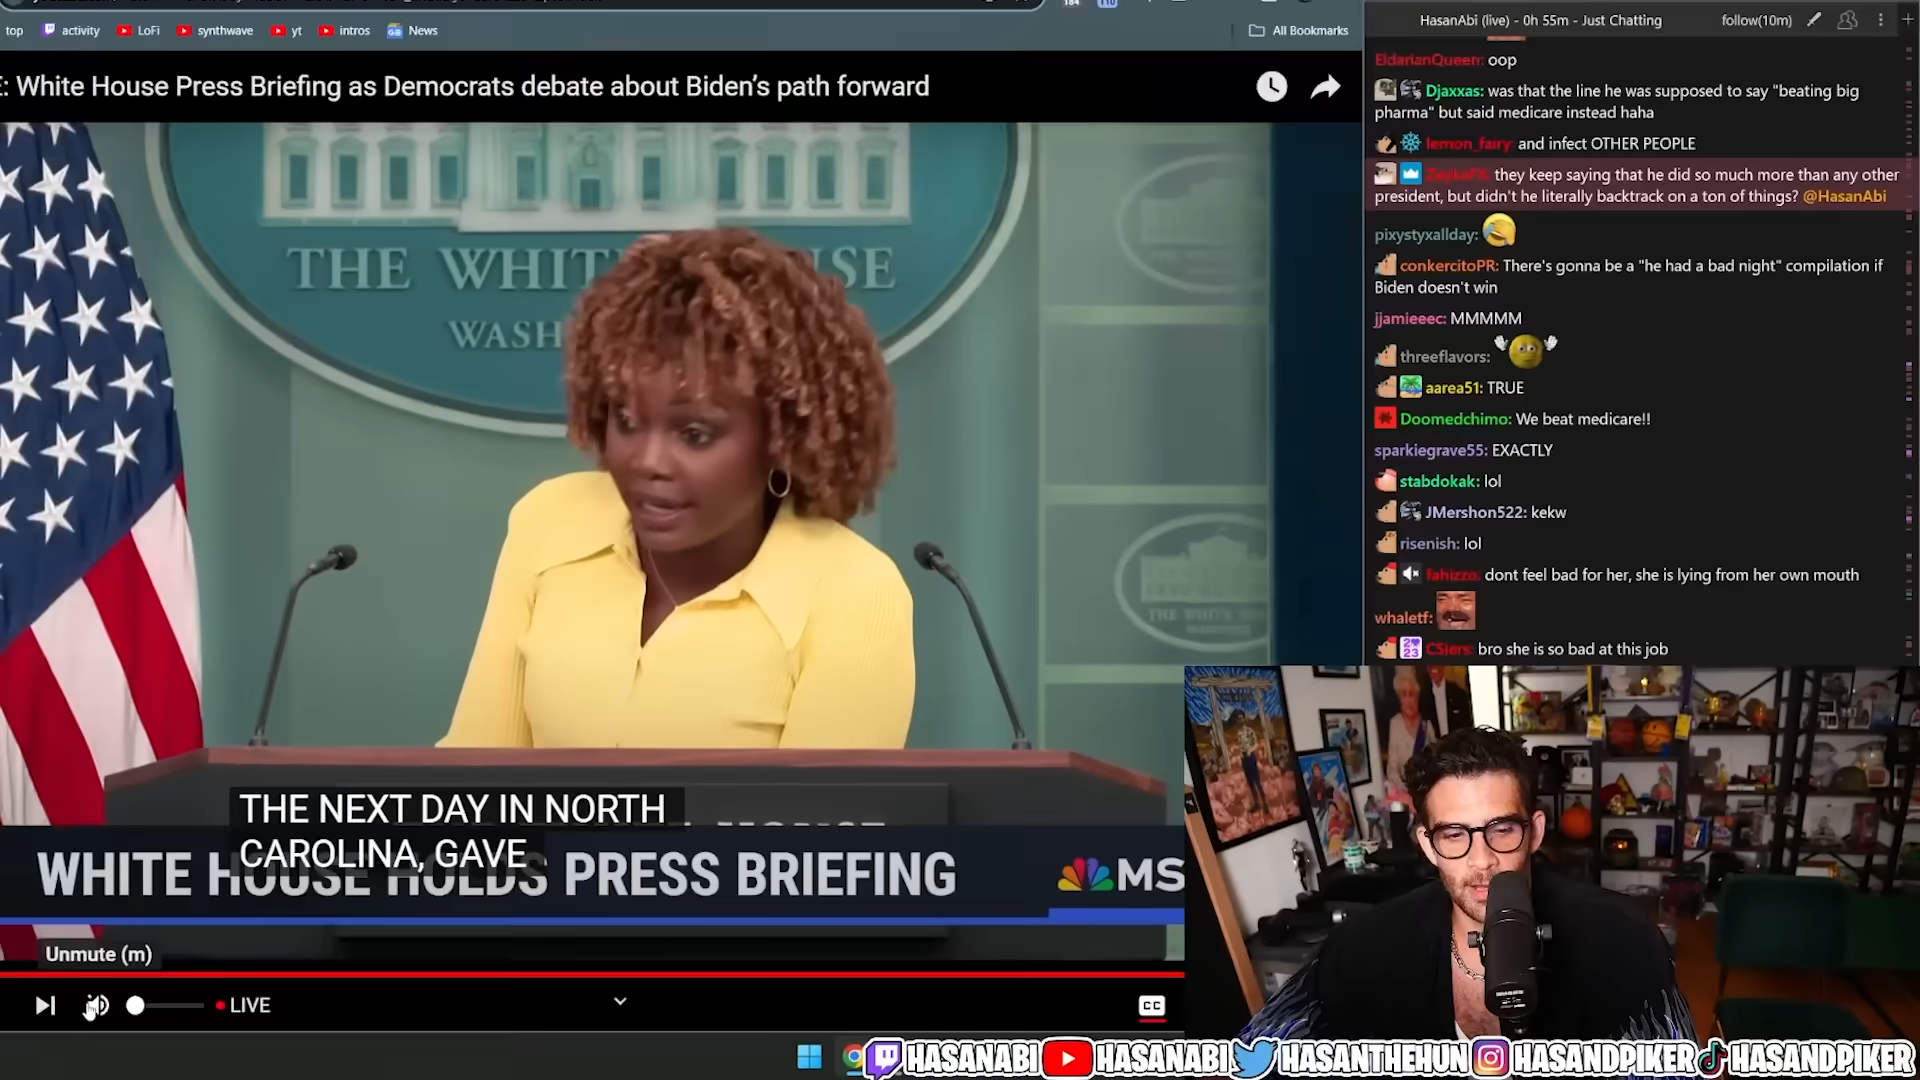 HasanAbi (live) - 0h 55m - Just Chatting
follow(10m)
top
activity
LoFi
synthwave
yt
intros
News
All Bookmarks
: White House Press Briefing as Democrats debate about Biden's path forward
THE WHIT SE
WASH
THE WHITE
THE NEXT DAY IN NORTH
CAROLINA, GAVE
WHITE HOUSE HOLDS PRESS BRIEFING
MS
Unmute (m)
LIVE
CC
EldarianQueen: oop
Djaxxas: was that the line he was supposed to say "beating big
pharma" but said medicare instead haha
lemon_fairy: and infect OTHER PEOPLE
ZeykaFX: they keep saying that he did so much more than any other
president, but didn't he literally backtrack on a ton of things? @HasanAbi
pixystyxallday:
conkercitoPR: There's gonna be a "he had a bad night" compilation if
Biden doesn't win
jjamieeec: MMMMM
threeflavors:
aarea51: TRUE
Doomedchimo: We beat medicare!!
sparkiegrave55: EXACTLY
stabdokak: lol
JMershon522: kekw
risenish: lol
fahizzo: dont feel bad for her, she is lying from her own mouth
whaletf:
CSiers: bro she is so bad at this job
HASANABI
HASANABI
HASANTHEHUN
HASANDPIKER
HASANDPIKER